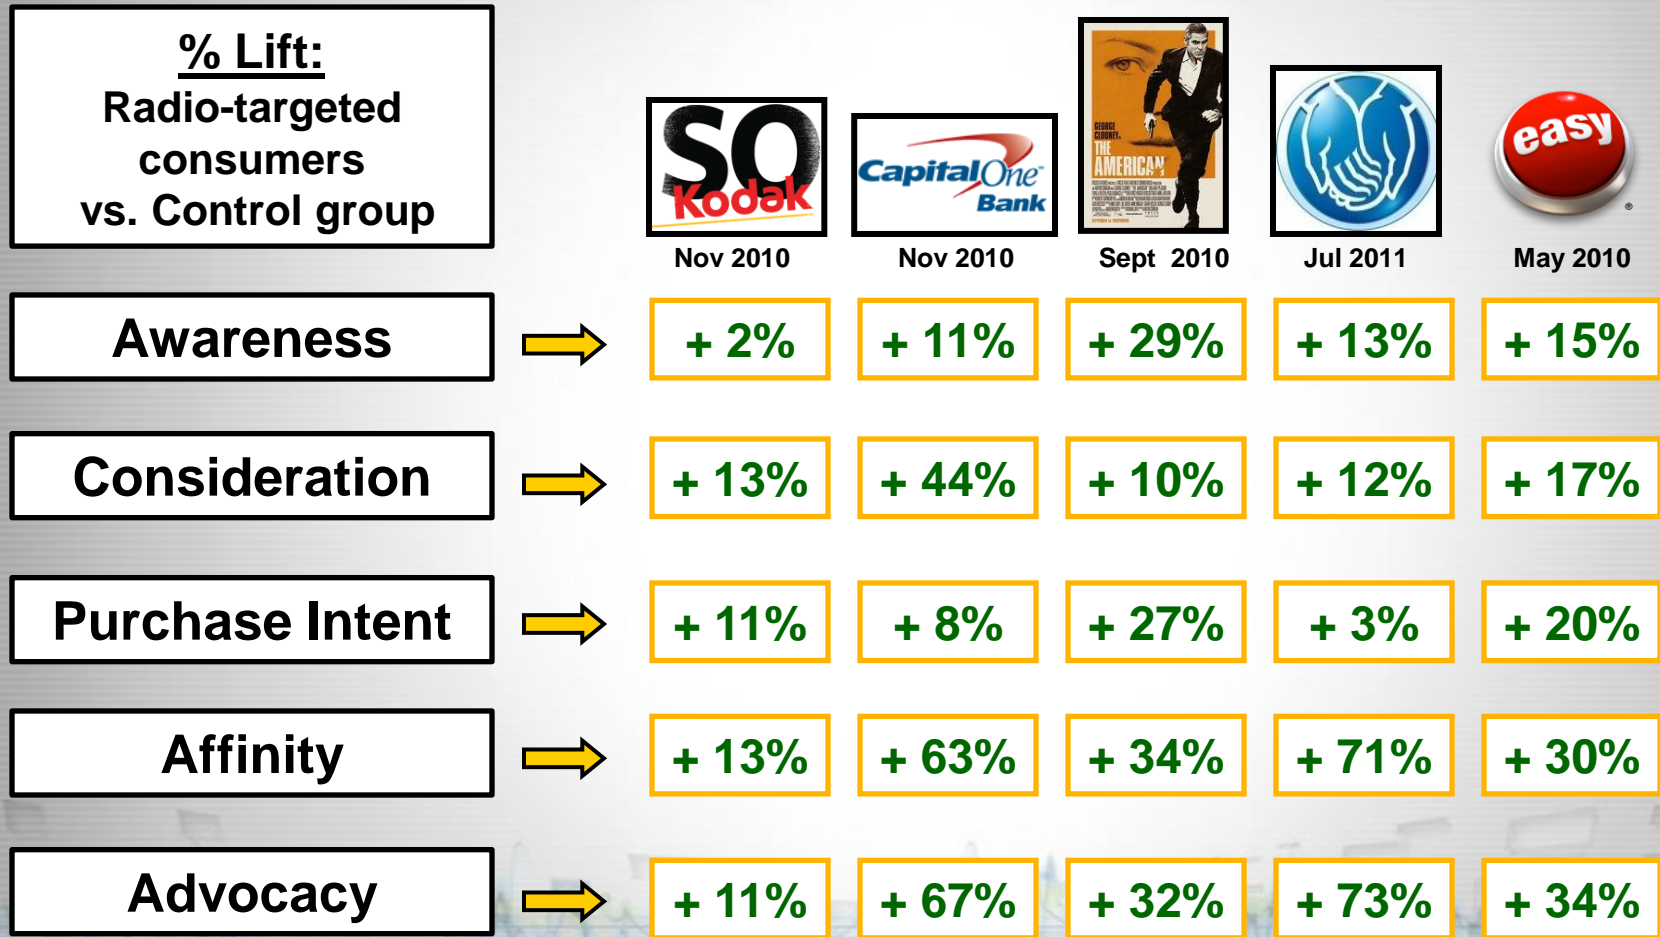 % Lift:
Radio-targeted
consumers
vs. Control group
SO
Kodak
CapitalOne
Bank
GEORGE
CLOONEY
THE
AMERICAN
easy
®
Nov 2010
Nov 2010
Sept 2010
Jul 2011
May 2010
Awareness
+ 2%
+ 11%
+ 29%
+ 13%
+ 15%
Consideration
+ 13%
+ 44%
+ 10%
+ 12%
+ 17%
Purchase Intent
+ 11%
+ 8%
+ 27%
+ 3%
+ 20%
Affinity
+ 13%
+ 63%
+ 34%
+ 71%
+ 30%
Advocacy
+ 11%
+ 67%
+ 32%
+ 73%
+ 34%